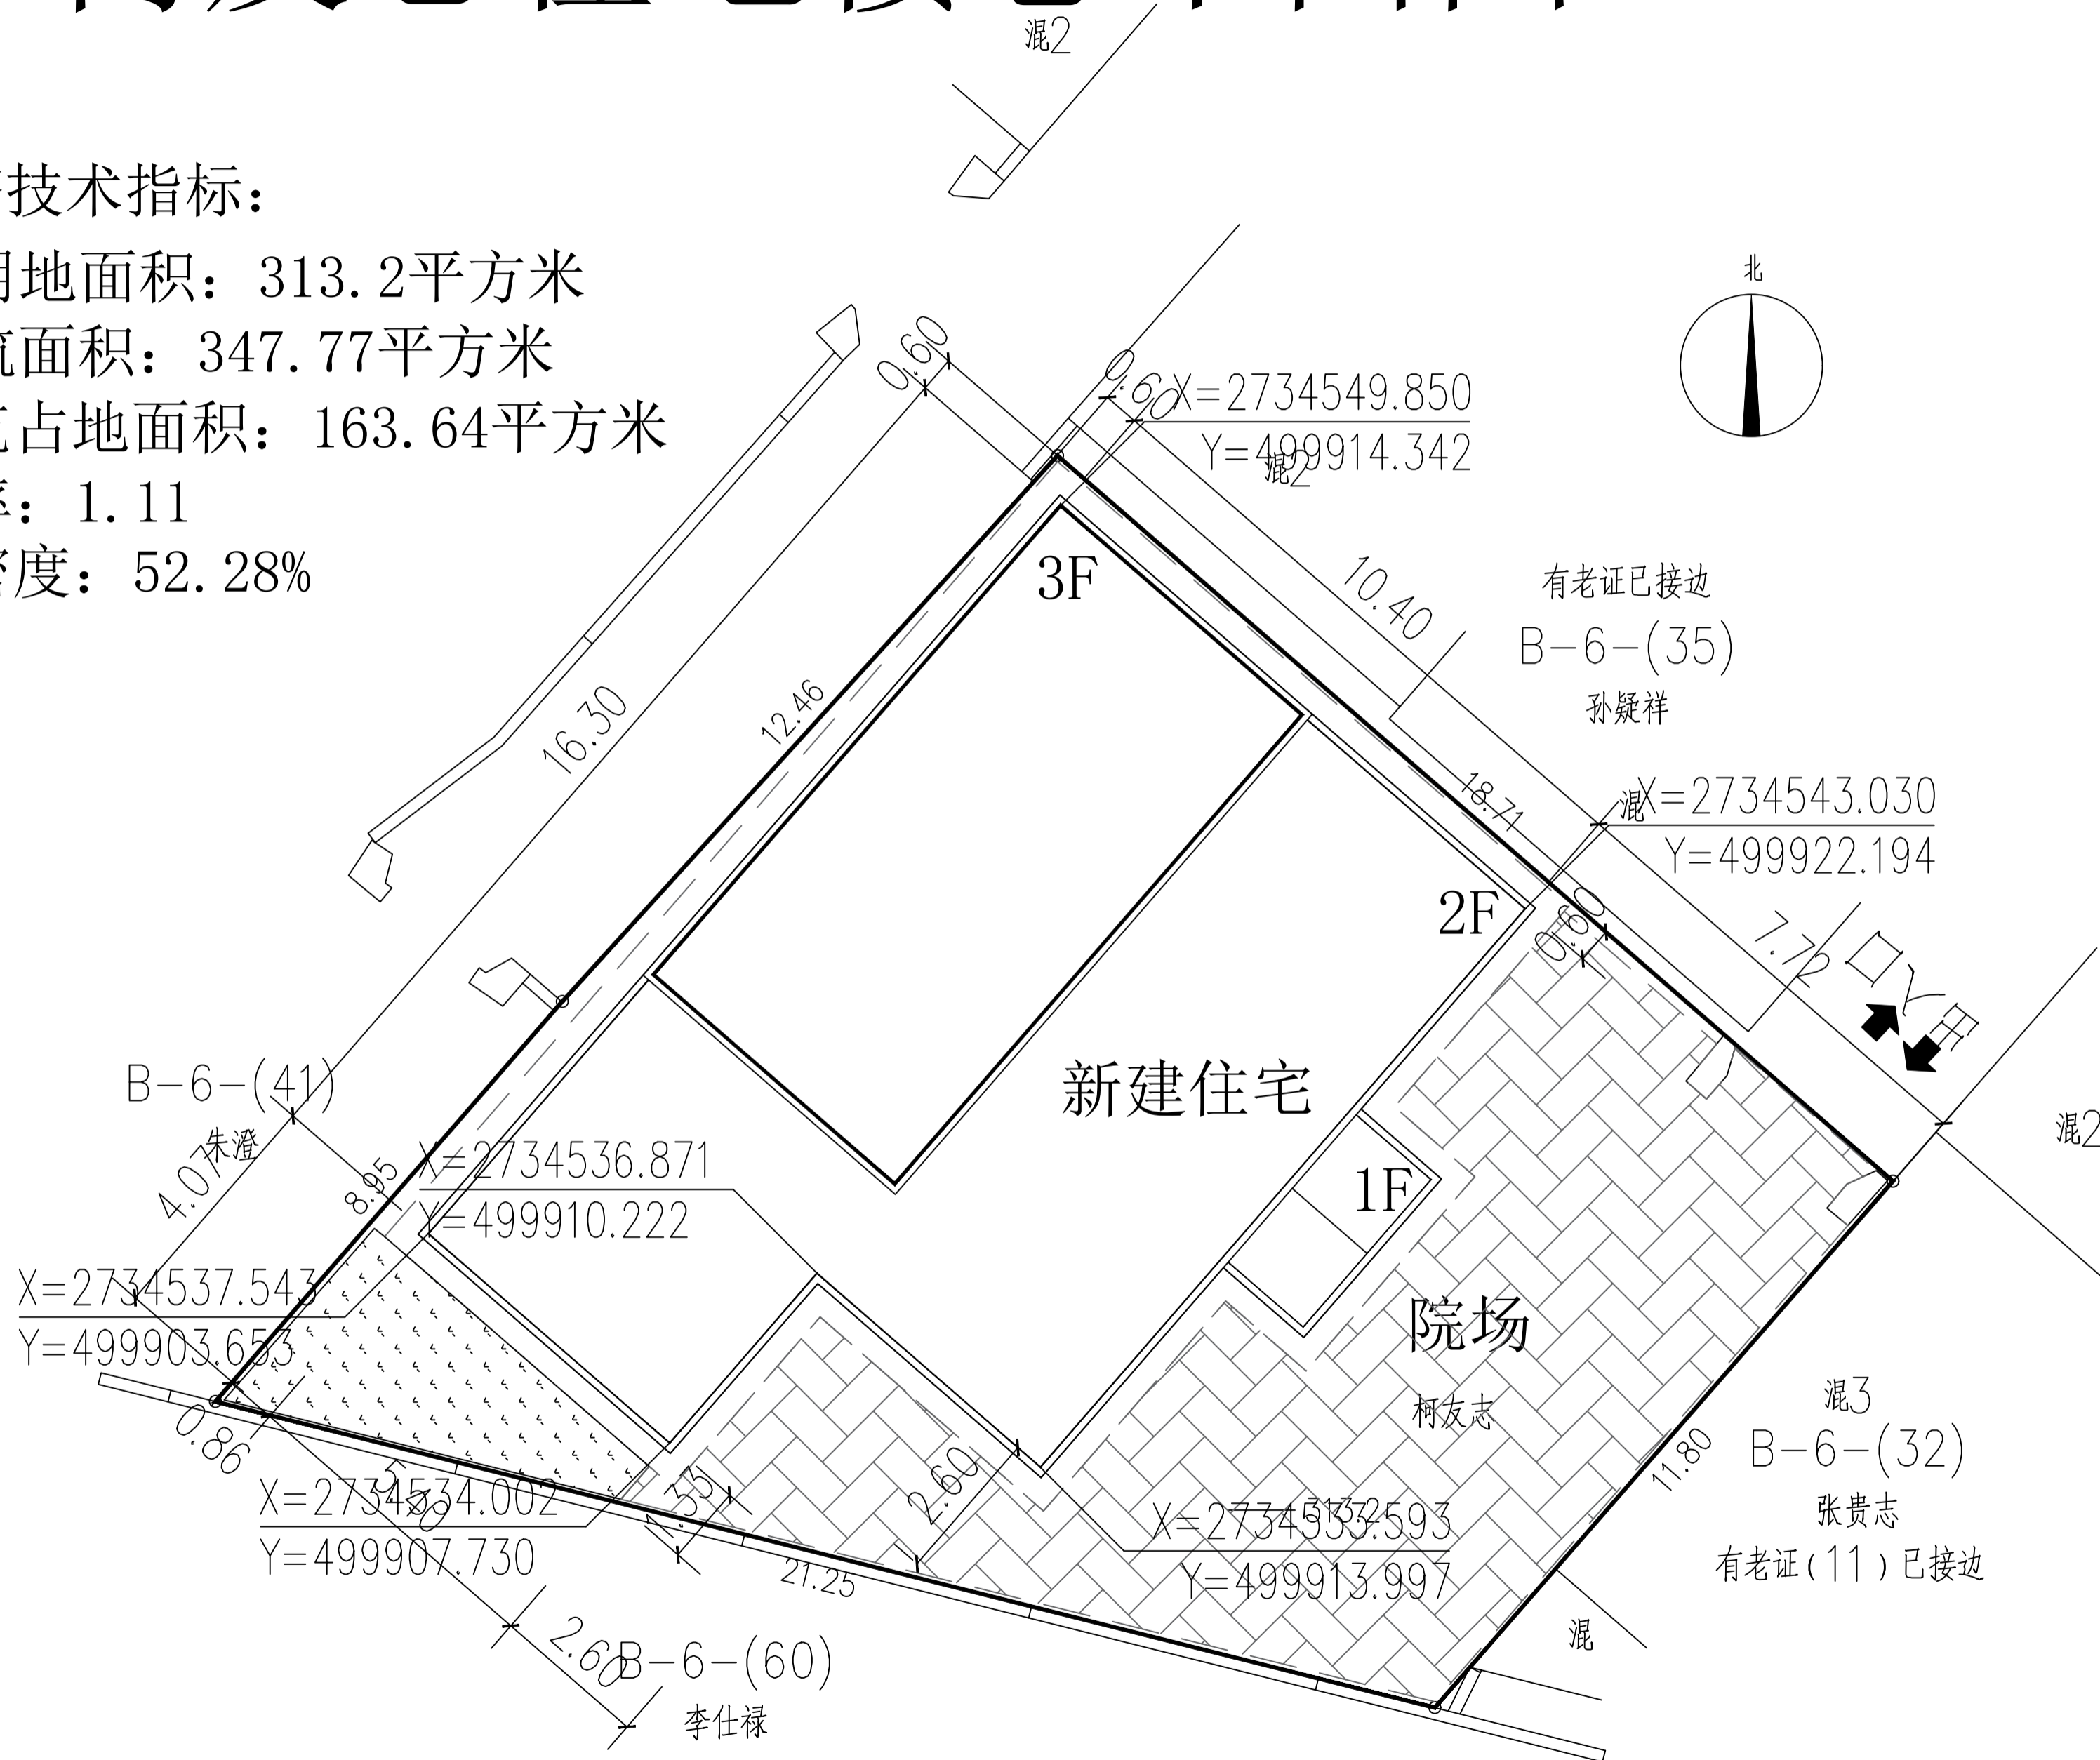 混2
技术指标：
地面积：313.2平方米
面积：347.77平方米
占地面积：163.64平方米
：1.11
度：52.28%
北
0.60
0.60
X=2734549.850
Y=499914.342
混2
3F
10.40
有老证已接边
B-6-(35)
孙疑祥
16.30
12.46
18.71
混
X=2734543.030
Y=499922.194
2F
0.60
7.72
出入口
新建住宅
B-6-(41)
朱澄
4.07
8.95
X=2734536.871
Y=499910.222
1F
混2
X=2734537.543
Y=499903.653
院场
柯友志
0.86
混3
B-6-(32)
张贵志
有老证(11)已接边
11.80
X=2734534.002
Y=499907.730
5.40
1.35
2.60
313.2
X=2734533.593
Y=499913.997
21.25
混
2.60
B-6-(60)
李仕禄